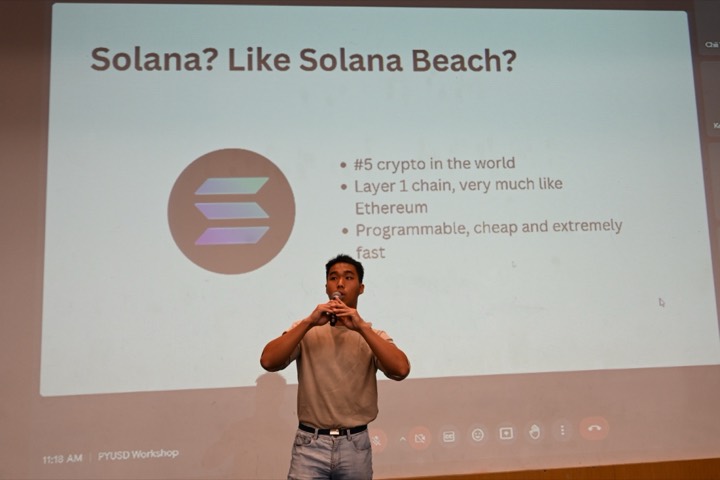 Solana? Like Solana Beach?
#5 crypto in the world
Layer 1 chain, very much like
Ethereum
Programmable, cheap and extremely
fast
11:18 AM | PYUSD Workshop